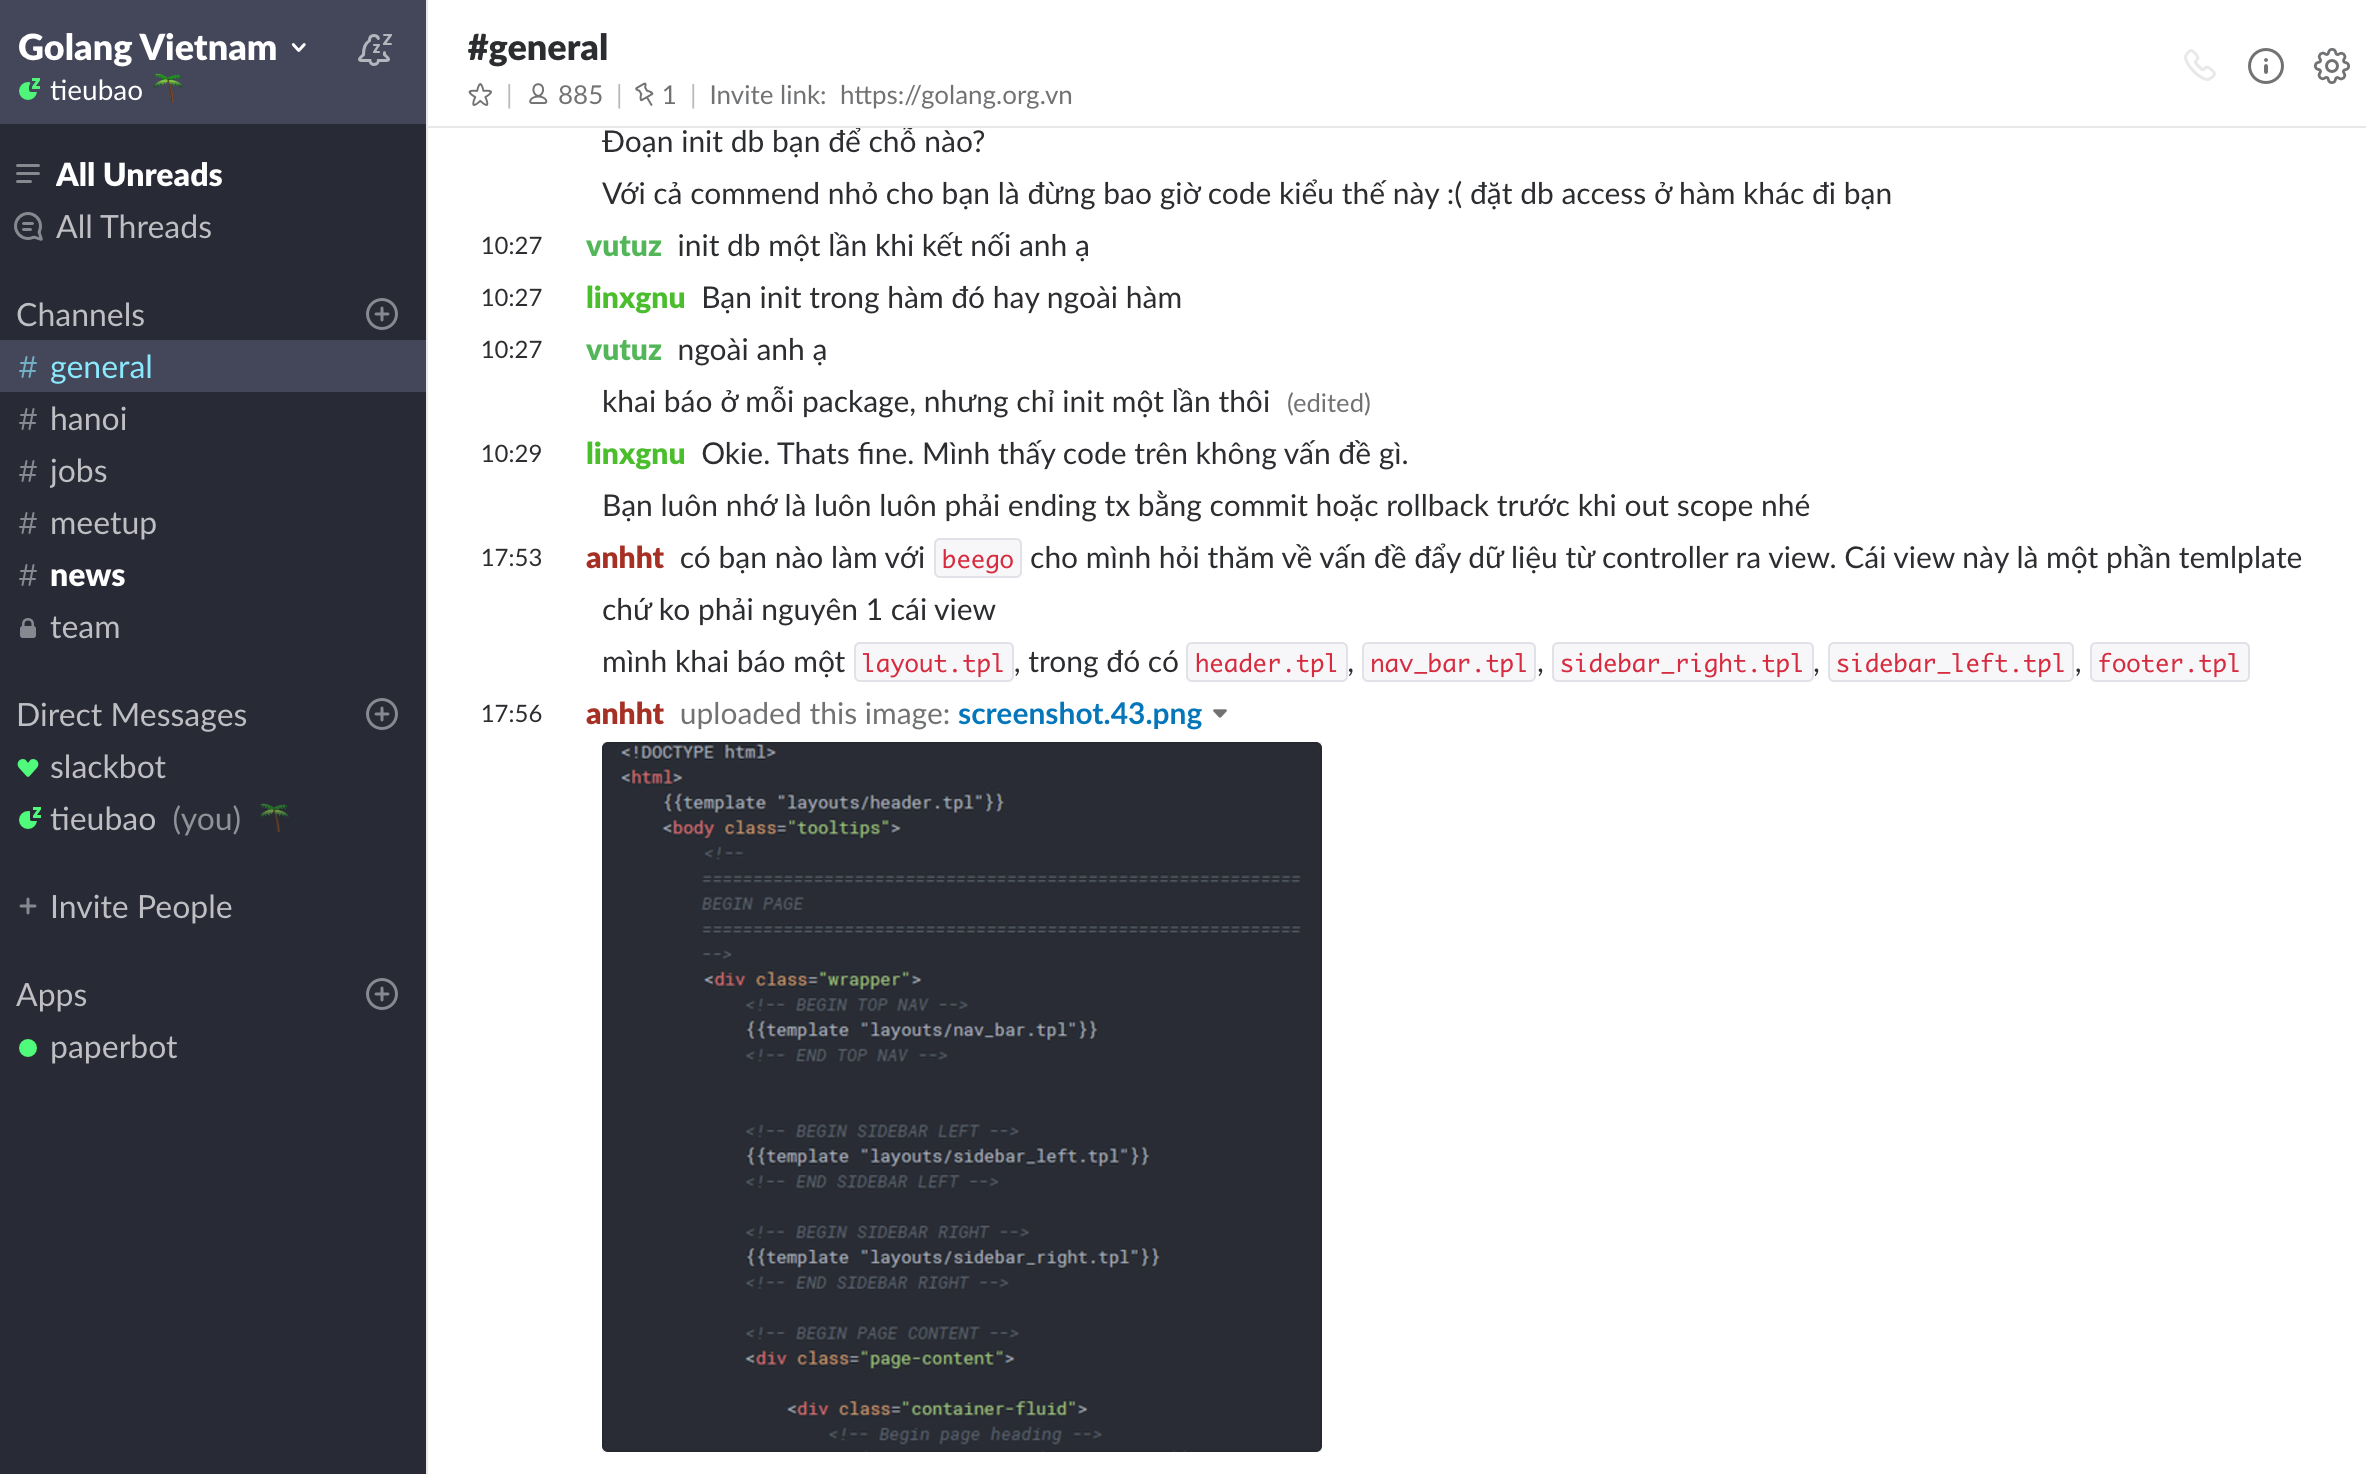 Golang Vietnam
tieubao
All Unreads
All Threads
Channels
# general
# hanoi
# jobs
# meetup
# news
team
Direct Messages
slackbot
tieubao (you)
+ Invite People
Apps
paperbot
#general
885 | 1 | Invite link: https://golang.org.vn
Đoạn init db bạn để chỗ nào?
Với cả commend nhỏ cho bạn là đừng bao giờ code kiểu thế này :( đặt db access ở hàm khác đi bạn
10:27 vutuz init db một lần khi kết nối anh ạ
10:27 linxgnu Bạn init trong hàm đó hay ngoài hàm
10:27 vutuz ngoài anh ạ
khai báo ở mỗi package, nhưng chỉ init một lần thôi (edited)
10:29 linxgnu Okie. Thats fine. Mình thấy code trên không vấn đề gì.
Bạn luôn nhớ là luôn luôn phải ending tx bằng commit hoặc rollback trước khi out scope nhé
17:53 anhht có bạn nào làm với beego cho mình hỏi thăm về vấn đề đẩy dữ liệu từ controller ra view. Cái view này là một phần temlplate
chứ ko phải nguyên 1 cái view
mình khai báo một layout.tpl, trong đó có header.tpl, nav_bar.tpl, sidebar_right.tpl, sidebar_left.tpl, footer.tpl
17:56 anhht uploaded this image: screenshot.43.png
<!DOCTYPE html>
<html>
{{template "layouts/header.tpl"}}
<body class="tooltips">
<!--
===========================================================
BEGIN PAGE
===========================================================
-->
<div class="wrapper">
<!-- BEGIN TOP NAV -->
{{template "layouts/nav_bar.tpl"}}
<!-- END TOP NAV -->
<!-- BEGIN SIDEBAR LEFT -->
{{template "layouts/sidebar_left.tpl"}}
<!-- END SIDEBAR LEFT -->
<!-- BEGIN SIDEBAR RIGHT -->
{{template "layouts/sidebar_right.tpl"}}
<!-- END SIDEBAR RIGHT -->
<!-- BEGIN PAGE CONTENT -->
<div class="page-content">
<div class="container-fluid">
<!-- Begin page heading -->